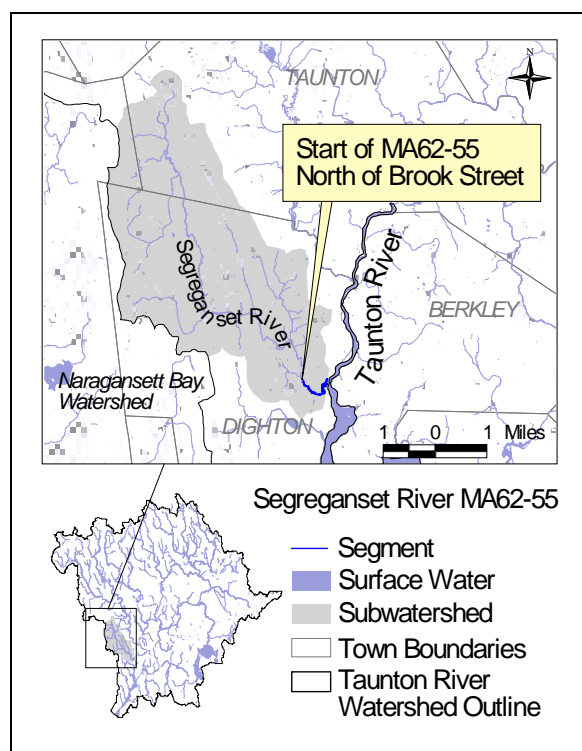 N
TAUNTON
Start of MA62-55
North of Brook Street
Segreganset River
Taunton River
BERKLEY
Naragansett Bay
Watershed
DIGHTON
1 0 1 Miles
Segreganset River MA62-55
Segment
Surface Water
Subwatershed
Town Boundaries
Taunton River
Watershed Outline